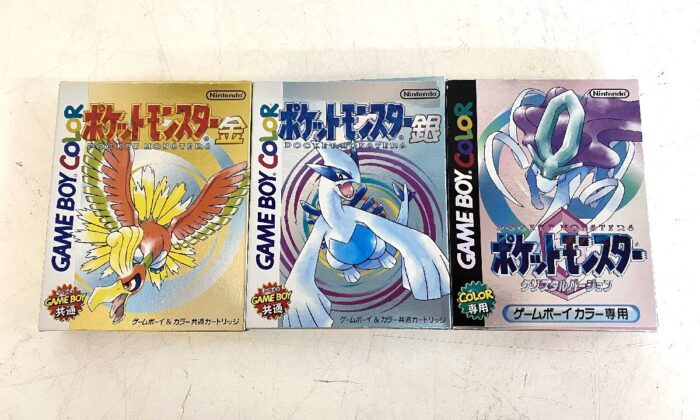 Nintendo
GAME BOY COLOR
ポケットモンスター金
POCKET MONSTERS
GAME BOY
共通
ゲームボーイ&カラー共通カートリッジ
Nintendo
GAME BOY COLOR
ポケットモンスター銀
POCKET MONSTERS
GAME BOY
共通
ゲームボーイ&カラー共通カートリッジ
Nintendo
GAME BOY COLOR
POCKET MONSTERS
ポケットモンスター
クリスタルバージョン
COLOR
専用
ゲームボーイカラー専用